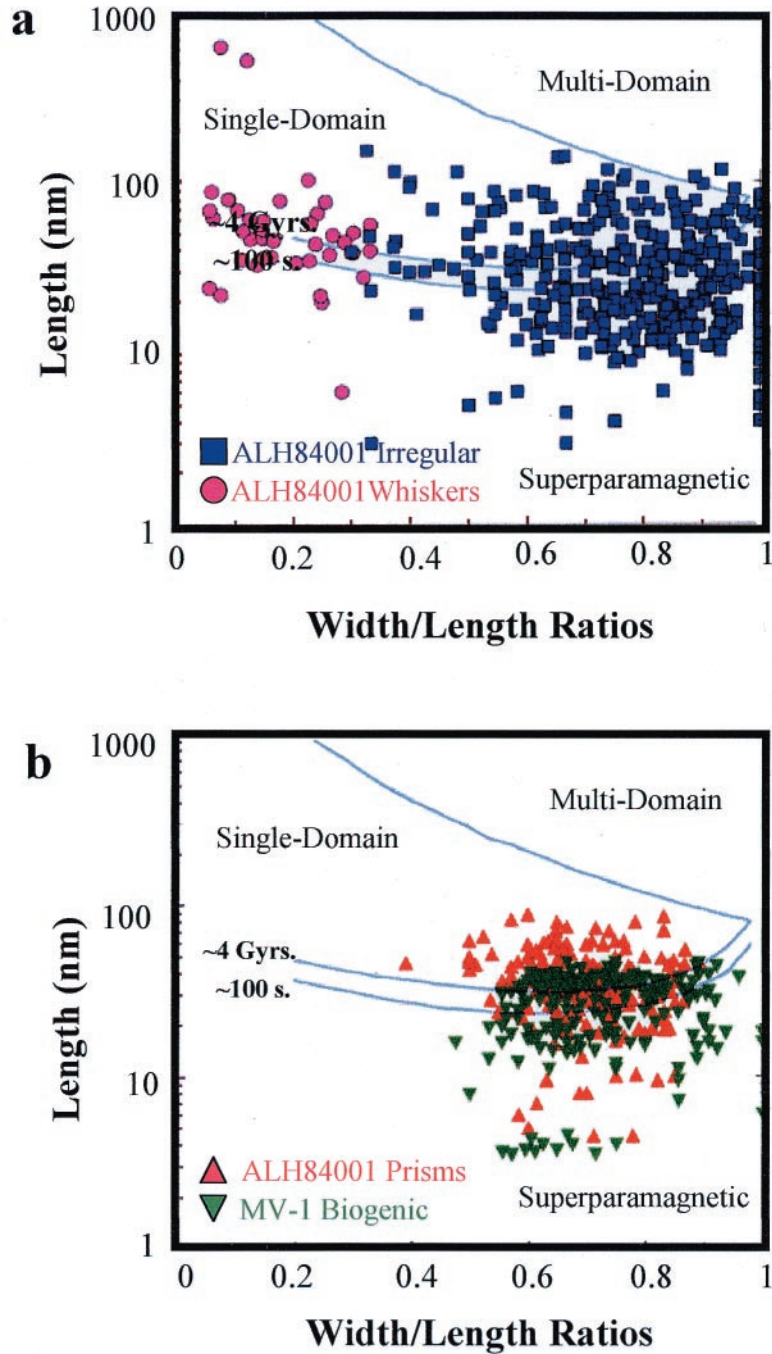 a
1000
Multi-Domain
Single-Domain
100
~4 Gyrs.
~100 s.
Length (nm)
10
ALH84001 Irregular
ALH84001Whiskers
Superparamagnetic
1
0
0.2
0.4
0.6
0.8
1
Width/Length Ratios
b
1000
Multi-Domain
Single-Domain
100
~4 Gyrs.
~100 s.
Length (nm)
10
ALH84001 Prisms
MV-1 Biogenic
Superparamagnetic
1
0
0.2
0.4
0.6
0.8
1
Width/Length Ratios